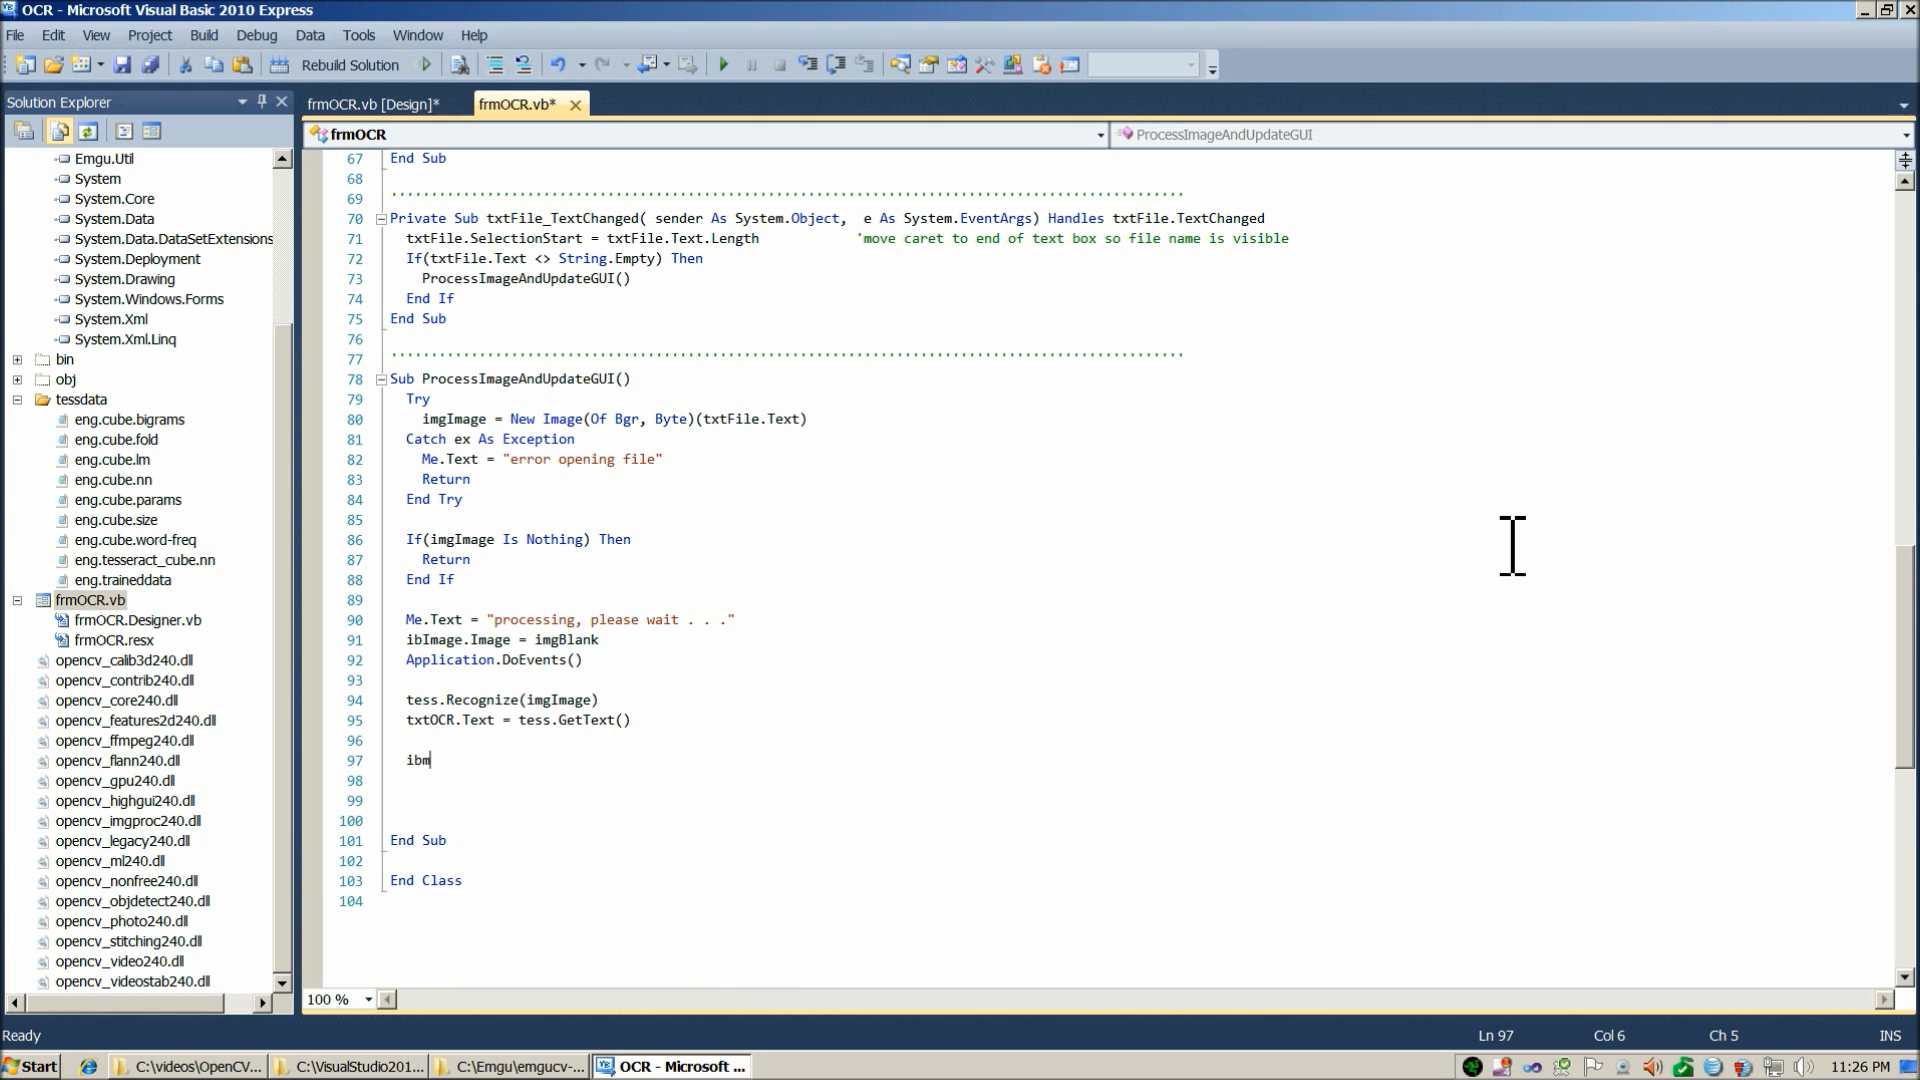 OCR - Microsoft Visual Basic 2010 Express
File Edit View Project Build Debug Data Tools Window Help
Rebuild Solution
Solution Explorer
frmOCR.vb [Design]* frmOCR.vb*
frmOCR ProcessImageAndUpdateGUI
Emgu.Util
System
System.Core
System.Data
System.Data.DataSetExtensions
System.Deployment
System.Drawing
System.Windows.Forms
System.Xml
System.Xml.Linq
bin
obj
tessdata
eng.cube.bigrams
eng.cube.fold
eng.cube.lm
eng.cube.nn
eng.cube.params
eng.cube.size
eng.cube.word-freq
eng.tesseract_cube.nn
eng.traineddata
frmOCR.vb
frmOCR.Designer.vb
frmOCR.resx
opencv_calib3d240.dll
opencv_contrib240.dll
opencv_core240.dll
opencv_features2d240.dll
opencv_ffmpeg240.dll
opencv_flann240.dll
opencv_gpu240.dll
opencv_highgui240.dll
opencv_imgproc240.dll
opencv_legacy240.dll
opencv_ml240.dll
opencv_nonfree240.dll
opencv_objdetect240.dll
opencv_photo240.dll
opencv_stitching240.dll
opencv_video240.dll
opencv_videostab240.dll
67 End Sub
68
69 '''''''''''''''''''''''''''''''''''''''''''''''''''''''''''''''''''''''''''''''''''''''''''''''''''
70 Private Sub txtFile_TextChanged( sender As System.Object,  e As System.EventArgs) Handles txtFile.TextChanged
71 txtFile.SelectionStart = txtFile.Text.Length 'move caret to end of text box so file name is visible
72 If(txtFile.Text <> String.Empty) Then
73 ProcessImageAndUpdateGUI()
74 End If
75 End Sub
76
77 '''''''''''''''''''''''''''''''''''''''''''''''''''''''''''''''''''''''''''''''''''''''''''''''''''
78 Sub ProcessImageAndUpdateGUI()
79 Try
80 imgImage = New Image(Of Bgr, Byte)(txtFile.Text)
81 Catch ex As Exception
82 Me.Text = "error opening file"
83 Return
84 End Try
85
86 If(imgImage Is Nothing) Then
87 Return
88 End If
89
90 Me.Text = "processing, please wait . . ."
91 ibImage.Image = imgBlank
92 Application.DoEvents()
93
94 tess.Recognize(imgImage)
95 txtOCR.Text = tess.GetText()
96
97 ibm
98
99
100
101 End Sub
102
103 End Class
104
100 %
Ready Ln 97 Col 6 Ch 5 INS
Start C:\videos\OpenCV... C:\VisualStudio201... C:\Emgu\emgucv-... OCR - Microsoft ... 11:26 PM